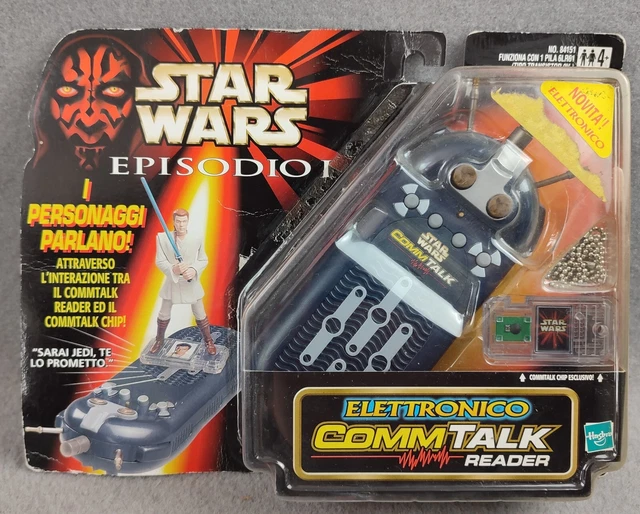 STAR
WARS
EPISODIO I
I
PERSONAGGI
PARLANO!
ATTRAVERSO
L'INTERAZIONE TRA
IL COMMTALK
READER ED IL
COMMTALK CHIP!
"SARAI JEDI, TE
LO PROMETTO."
NO. 84151
FUNZIONA CON 1 PILA 6LR61
4+
NOVITA'!
ELETTRONICO
STAR
WARS
COMMTALK
STAR
WARS
COMMTALK CHIP ESCLUSIVO!
ELETTRONICO
COMMTALK
READER
Hasbro